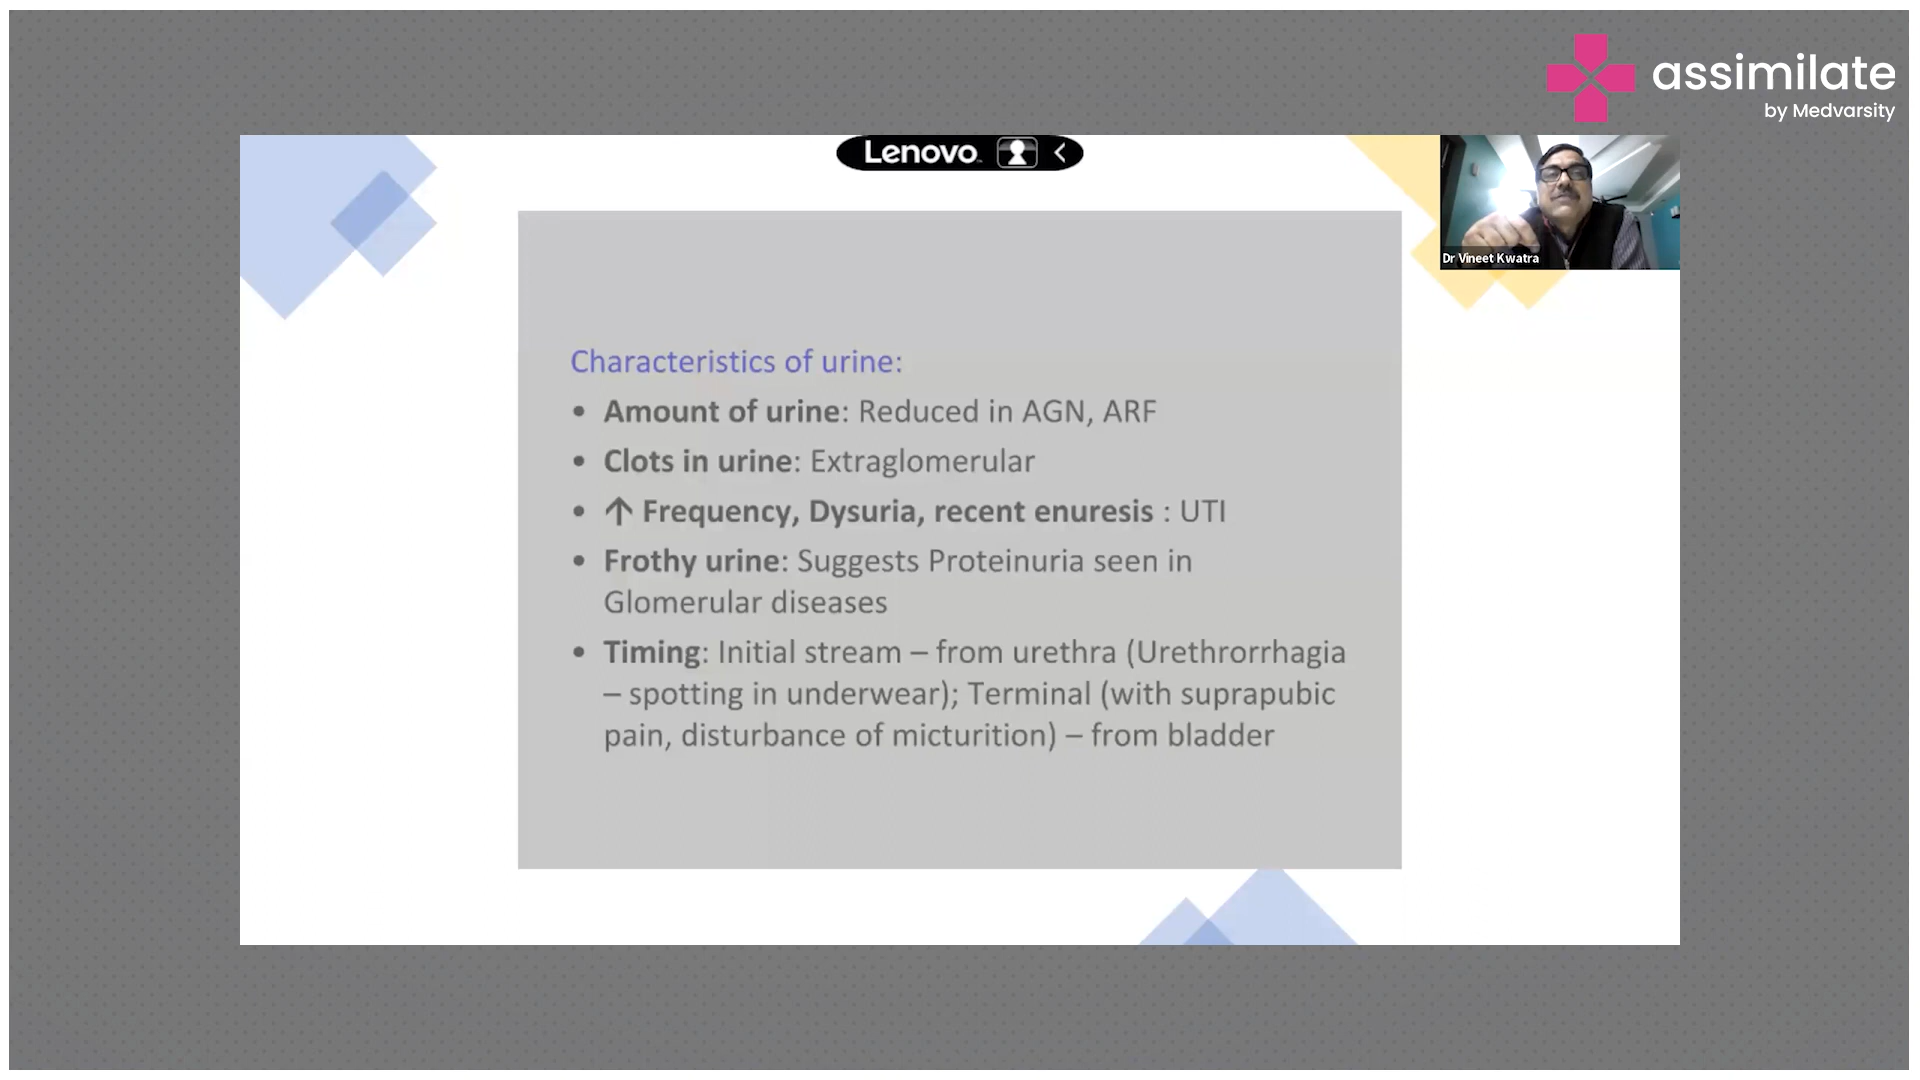 assimilate
by Medvarsity
Lenovo
Dr Vineet Kwatra
Characteristics of urine:
• Amount of urine: Reduced in AGN, ARF
• Clots in urine: Extraglomerular
• ↑ Frequency, Dysuria, recent enuresis : UTI
• Frothy urine: Suggests Proteinuria seen in
Glomerular diseases
• Timing: Initial stream – from urethra (Urethrorrhagia
– spotting in underwear); Terminal (with suprapubic
pain, disturbance of micturition) – from bladder